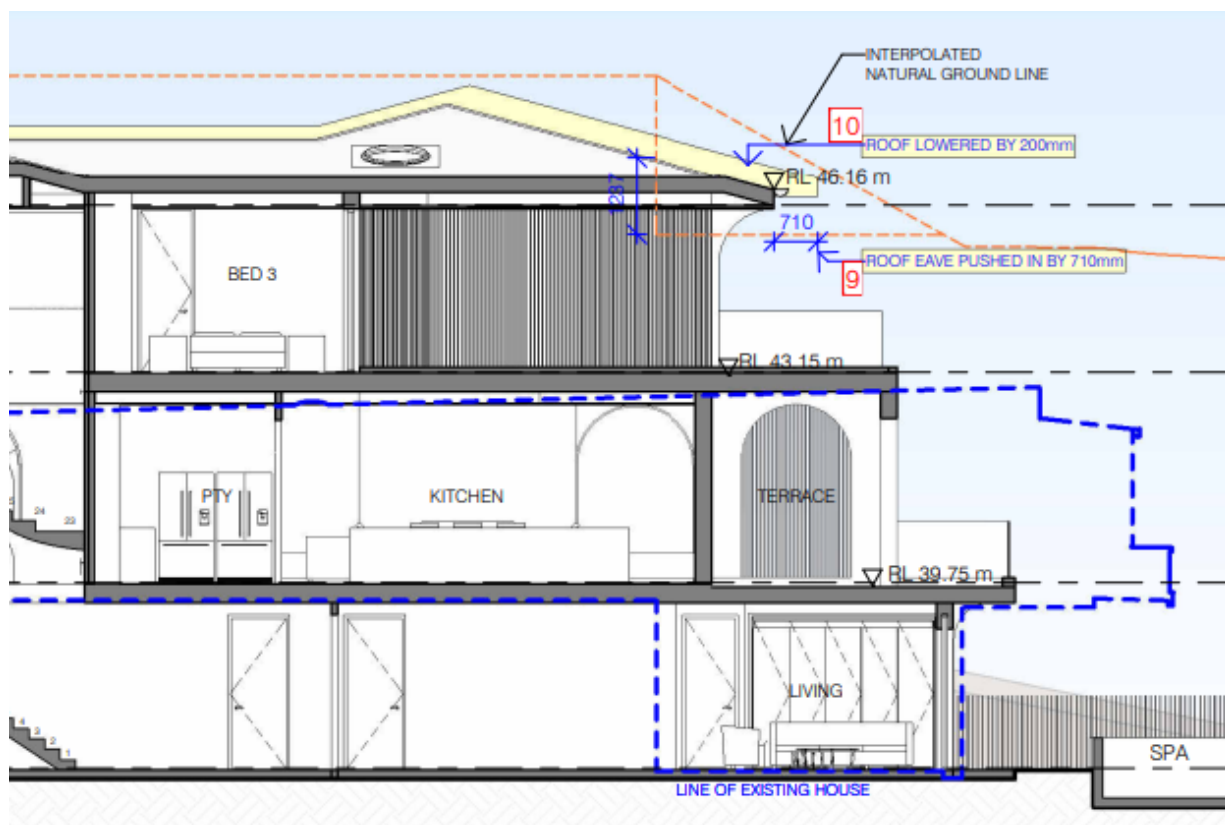 INTERPOLATED
NATURAL GROUND LINE
10
ROOF LOWERED BY 200mm
RL 46.16 m
1287
710
ROOF EAVE PUSHED IN BY 710mm
9
BED 3
RL 43.15 m
PTY
KITCHEN
TERRACE
24
23
RL 39.75 m
LIVING
4
3
2
1
SPA
LINE OF EXISTING HOUSE